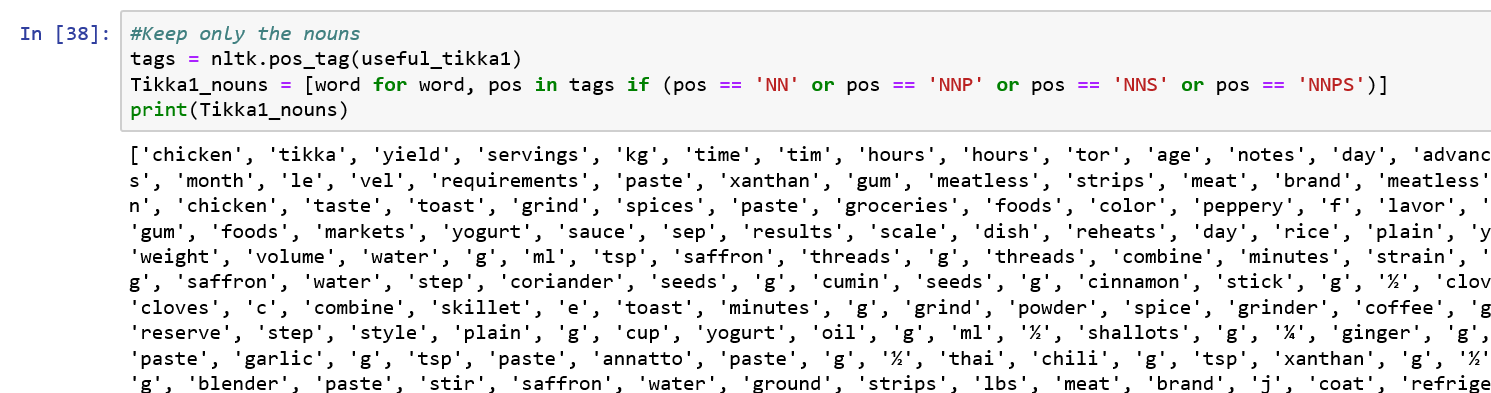 In [38]: #Keep only the nouns
tags = nltk.pos_tag(useful_tikka1)
Tikka1_nouns = [word for word, pos in tags if (pos == 'NN' or pos == 'NNP' or pos == 'NNS' or pos == 'NNPS')]
print(Tikka1_nouns)
['chicken', 'tikka', 'yield', 'servings', 'kg', 'time', 'tim', 'hours', 'hours', 'tor', 'age', 'notes', 'day', 'advanc
s', 'month', 'le', 'vel', 'requirements', 'paste', 'xanthan', 'gum', 'meatless', 'strips', 'meat', 'brand', 'meatless'
n', 'chicken', 'taste', 'toast', 'grind', 'spices', 'paste', 'groceries', 'foods', 'color', 'peppery', 'f', 'lavor', '
'gum', 'foods', 'markets', 'yogurt', 'sauce', 'sep', 'results', 'scale', 'dish', 'reheats', 'day', 'rice', 'plain', 'y
'weight', 'volume', 'water', 'g', 'ml', 'tsp', 'saffron', 'threads', 'g', 'threads', 'combine', 'minutes', 'strain', '
g', 'saffron', 'water', 'step', 'coriander', 'seeds', 'g', 'cumin', 'seeds', 'g', 'cinnamon', 'stick', 'g', '½', 'clov
'cloves', 'c', 'combine', 'skillet', 'e', 'toast', 'minutes', 'g', 'grind', 'powder', 'spice', 'grinder', 'coffee', 'g
'reserve', 'step', 'style', 'plain', 'g', 'cup', 'yogurt', 'oil', 'g', 'ml', '½', 'shallots', 'g', '¼', 'ginger', 'g',
'paste', 'garlic', 'g', 'tsp', 'paste', 'annatto', 'paste', 'g', '½', 'thai', 'chili', 'g', 'tsp', 'xanthan', 'g', '½'
'g', 'blender', 'paste', 'stir', 'saffron', 'water', 'ground', 'strips', 'lbs', 'meat', 'brand', 'j', 'coat', 'refrige